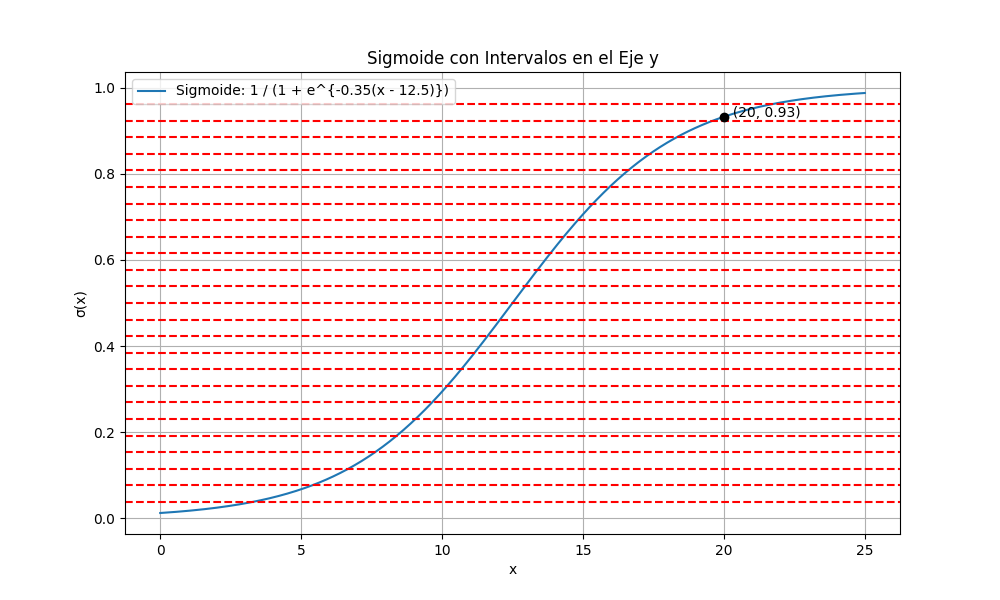 Sigmoide con Intervalos en el Eje y
Sigmoide: 1 / (1 + e^{-0.35(x - 12.5)})
(20, 0.93)
1.0
0.8
0.6
0.4
0.2
0.0
σ(x)
0 5 10 15 20 25
x